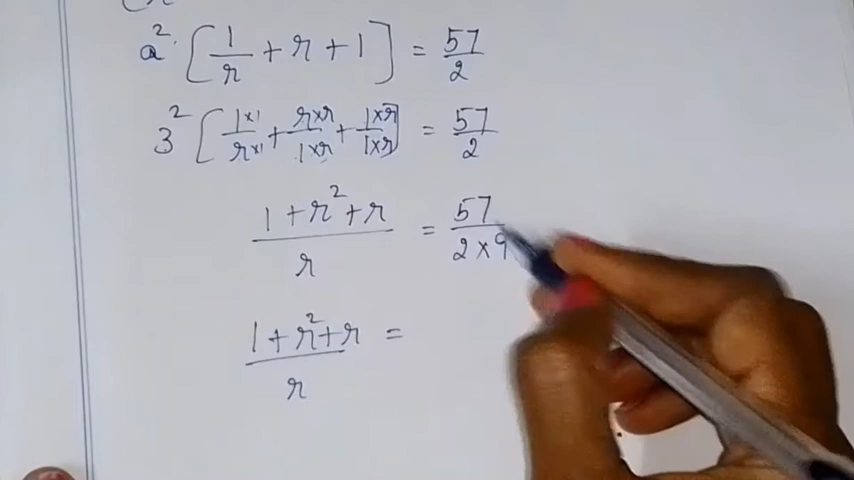 a². [1/r + r + 1] = 57/2
3² [1×1/r×1 + r×r/1×r + 1×r/1×r] = 57/2
1 + r² + r / r = 57 / 2×9
1 + r² + r / r =